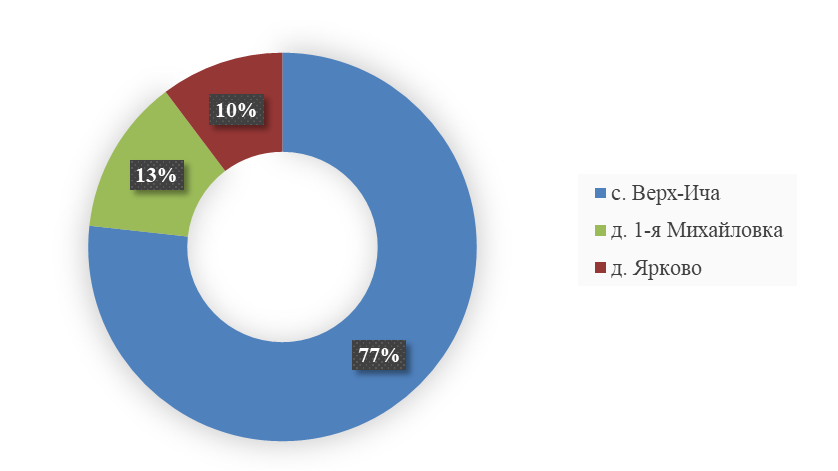 10%
13%
77%
с. Верх-Ича
д. 1-я Михайловка
д. Ярково